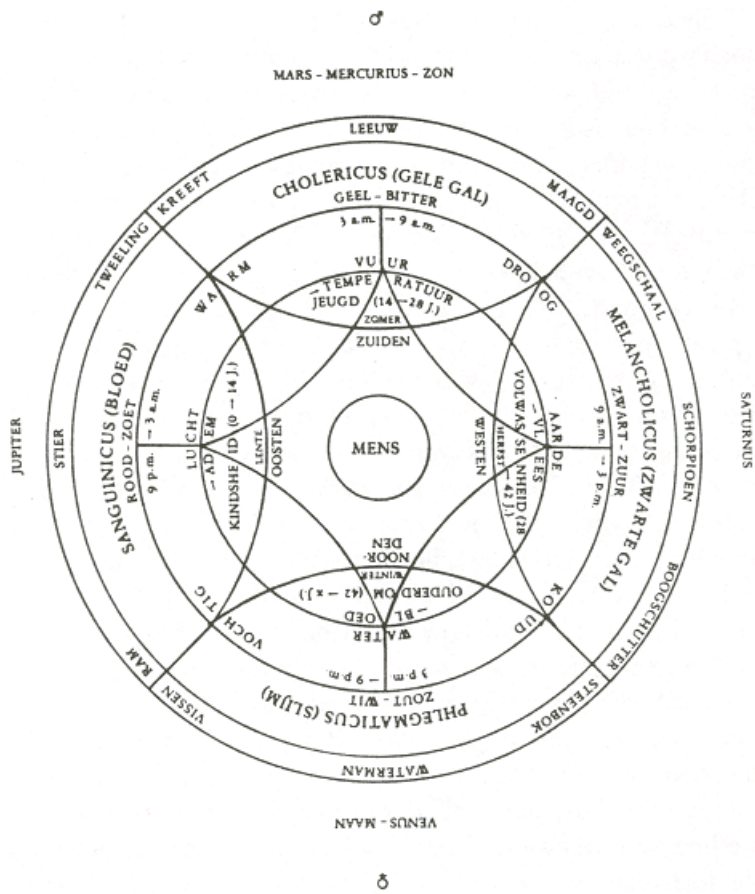 ♂
MARS - MERCURIUS - ZON
LEEUW
KREEFT
MAAGD
TWEELING
WEEGSCHAAL
STIER
SCHORPIOEN
RAM
BOOGSCHUTTER
VISSEN
STEENBOK
WATERMAN
JUPITER
SATURNUS
CHOLERICUS (GELE GAL)
GEEL - BITTER
3 a.m. → 9 a.m.
VUUR
WARM
DROOG
→ TEMPERATUUR
JEUGD (14 → 28 J.)
ZOMER
ZUIDEN
SANGUINICUS (BLOED)
ROOD - ZOET
9 p.m. → 3 a.m.
LUCHT
→ ADEM
KINDSHEID (0 → 14 J.)
LENTE
OOSTEN
MENS
WESTEN
HERFST
VOLWASSENHEID (28 → 42 J.)
→ VLEES
AARDE
9 a.m. → 3 p.m.
ZWART - ZUUR
MELANCHOLICUS (ZWARTE GAL)
NOOR-
DEN
WINTER
OUDERDOM (42 → x J.)
→ BLOED
WATER
VOCHTIG
KOUD
3 p.m. → 9 p.m.
ZOUT - WIT
PHLEGMATICUS (SLIJM)
VENUS - MAAN
♁